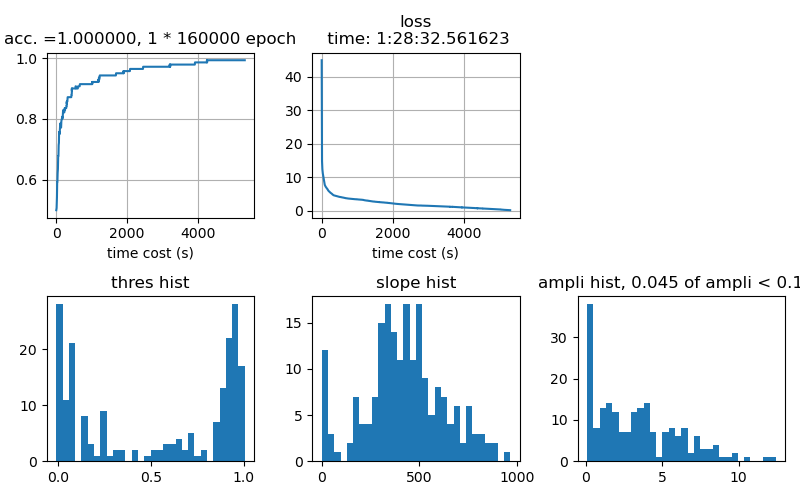 acc. =1.000000, 1 * 160000 epoch
1.0
0.8
0.6
0 2000 4000
time cost (s)
loss
time: 1:28:32.561623
40
30
20
10
0
0 2000 4000
time cost (s)
thres hist
20
10
0
0.0 0.5 1.0
slope hist
15
10
5
0
0 500 1000
ampli hist, 0.045 of ampli < 0.1
30
20
10
0
0 5 10